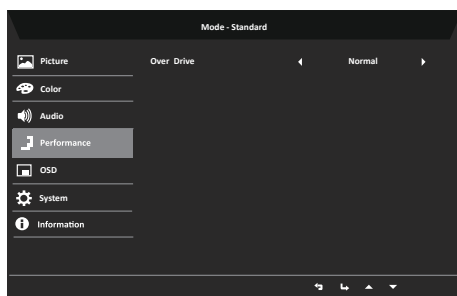 Mode - Standard
Picture
Over Drive
Normal
Color
Audio
Performance
OSD
System
Information